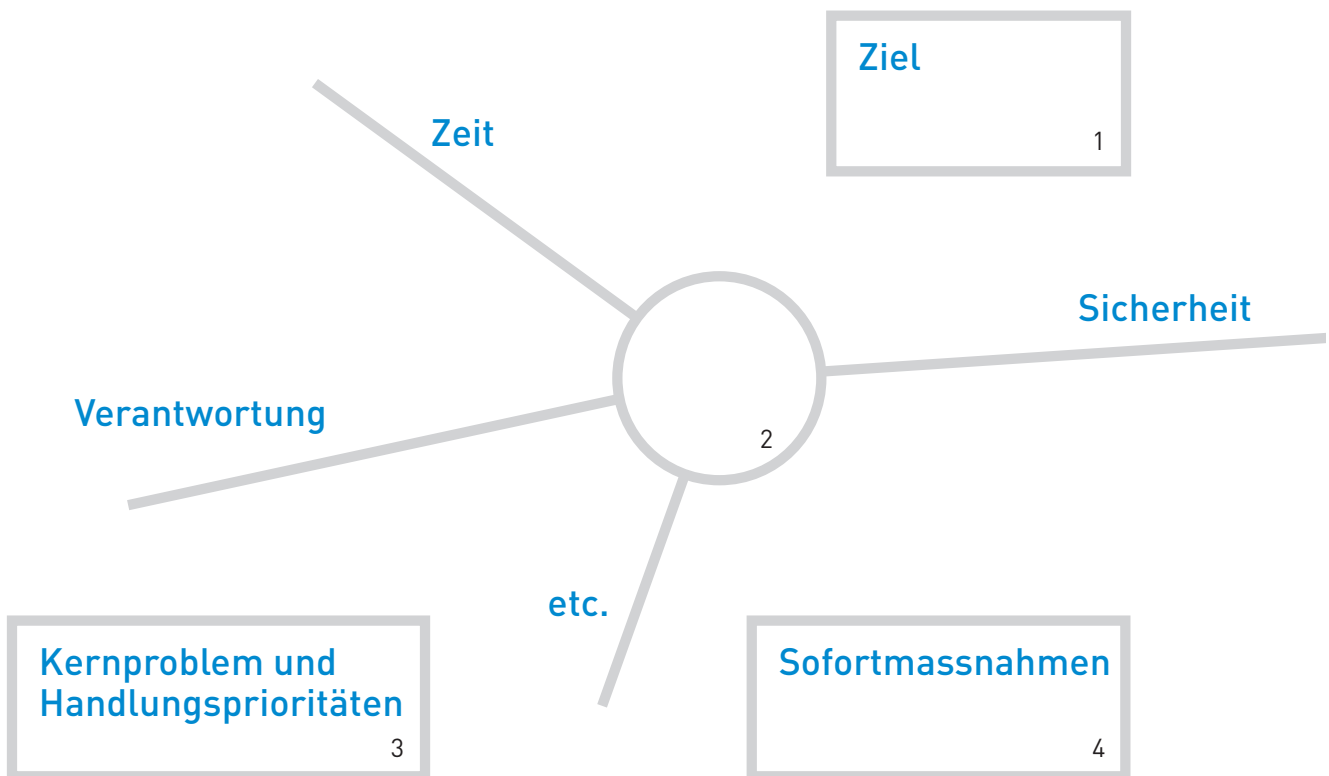 Ziel
1
Zeit
Sicherheit
Verantwortung
2
etc.
Kernproblem und
Handlungsprioritäten
3
Sofortmassnahmen
4